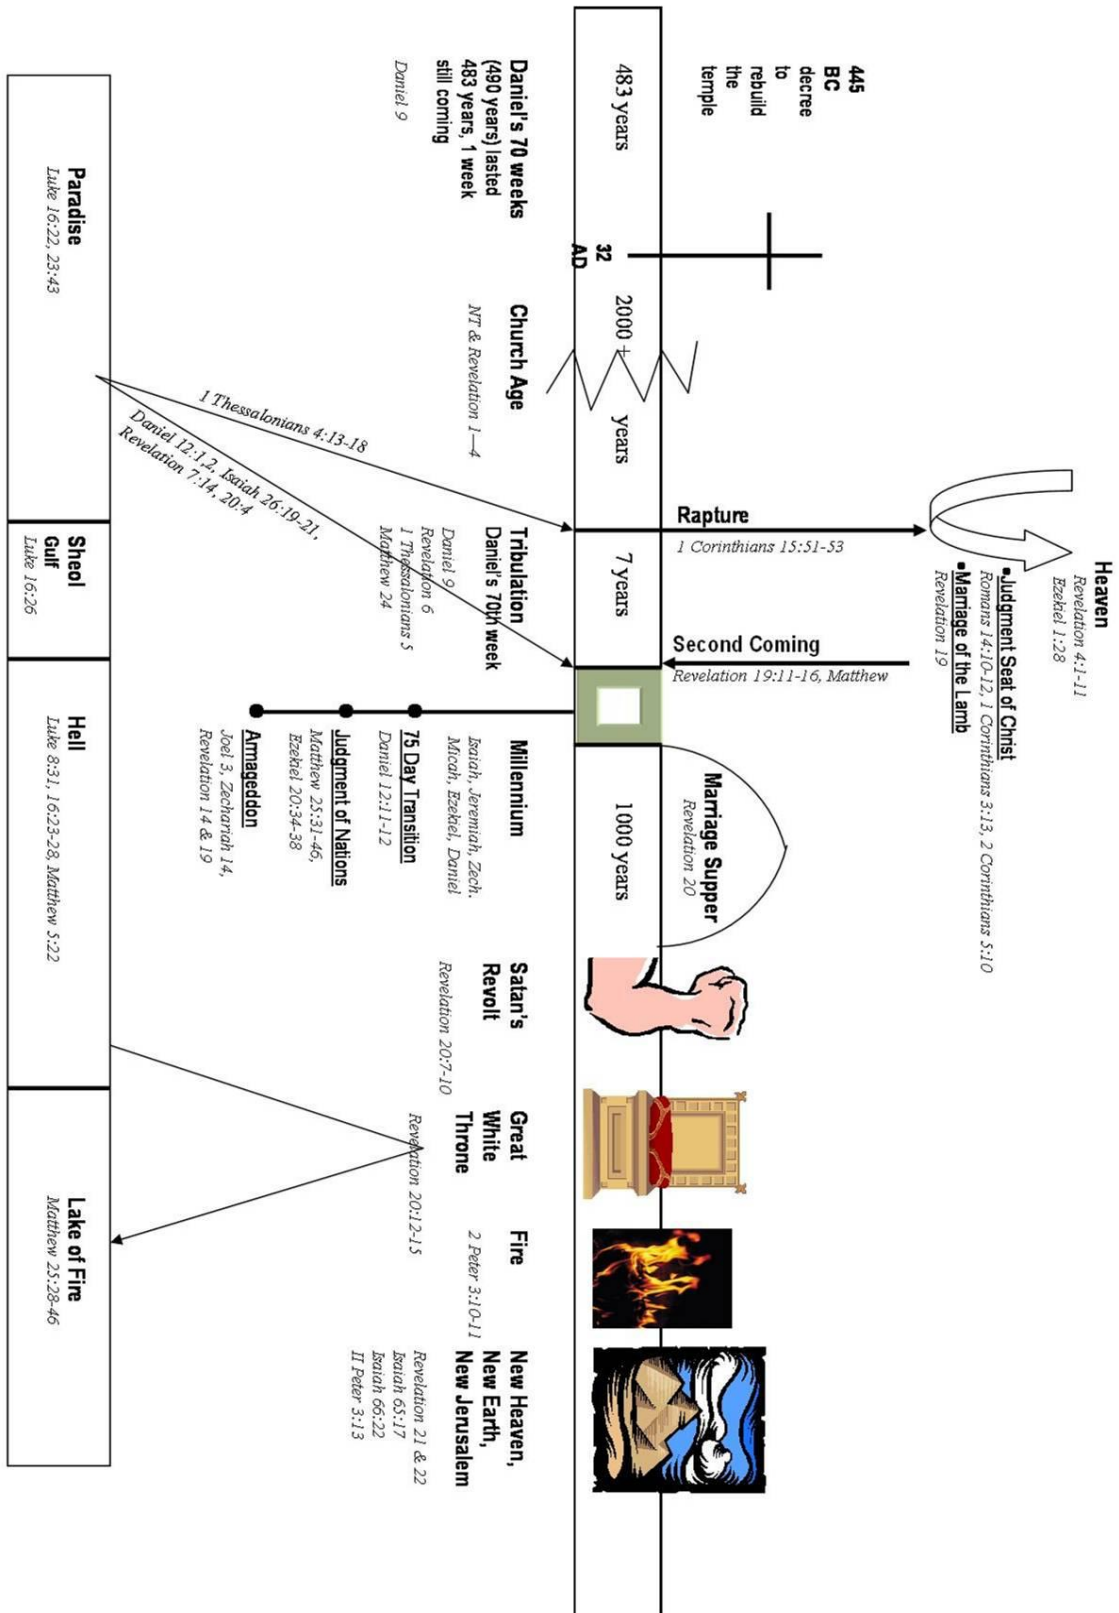 Heaven
Revelation 4:1-11
Ezekiel 1:28
▪Judgment Seat of Christ
Romans 14:10-12, 1 Corinthians 3:13, 2 Corinthians 5:10
▪Marriage of the Lamb
Revelation 19
445
BC
decree
to
rebuild
the
temple
Rapture
1 Corinthians 15:51-53
Second Coming
Revelation 19:11-16, Matthew
Marriage Supper
Revelation 20
483 years
32
AD
2000 + years
7 years
1000 years
Daniel's 70 weeks
(490 years) lasted
483 years, 1 week
still coming
Daniel 9
Church Age
NT & Revelation 1—4
Tribulation
Daniel's 70th week
Daniel 9
Revelation 6
1 Thessalonians 5
Matthew 24
Millennium
Isaiah, Jeremiah, Zech.
Micah, Ezekiel, Daniel
75 Day Transition
Daniel 12:11-12
Judgment of Nations
Matthew 25:31-46,
Ezekiel 20:34-38
Armageddon
Joel 3, Zechariah 14,
Revelation 14 & 19
Satan's
Revolt
Revelation 20:7-10
Great
White
Throne
Revelation 20:12-15
Fire
2 Peter 3:10-11
New Heaven,
New Earth,
New Jerusalem
Revelation 21 & 22
Isaiah 65:17
Isaiah 66:22
II Peter 3:13
1 Thessalonians 4:13-18
Daniel 12:1,2, Isaiah 26:19-21,
Revelation 7:14, 20:4
Paradise
Luke 16:22, 23:43
Sheol
Gulf
Luke 16:26
Hell
Luke 8:31, 16:23-28, Matthew 5:22
Lake of Fire
Matthew 25:28-46